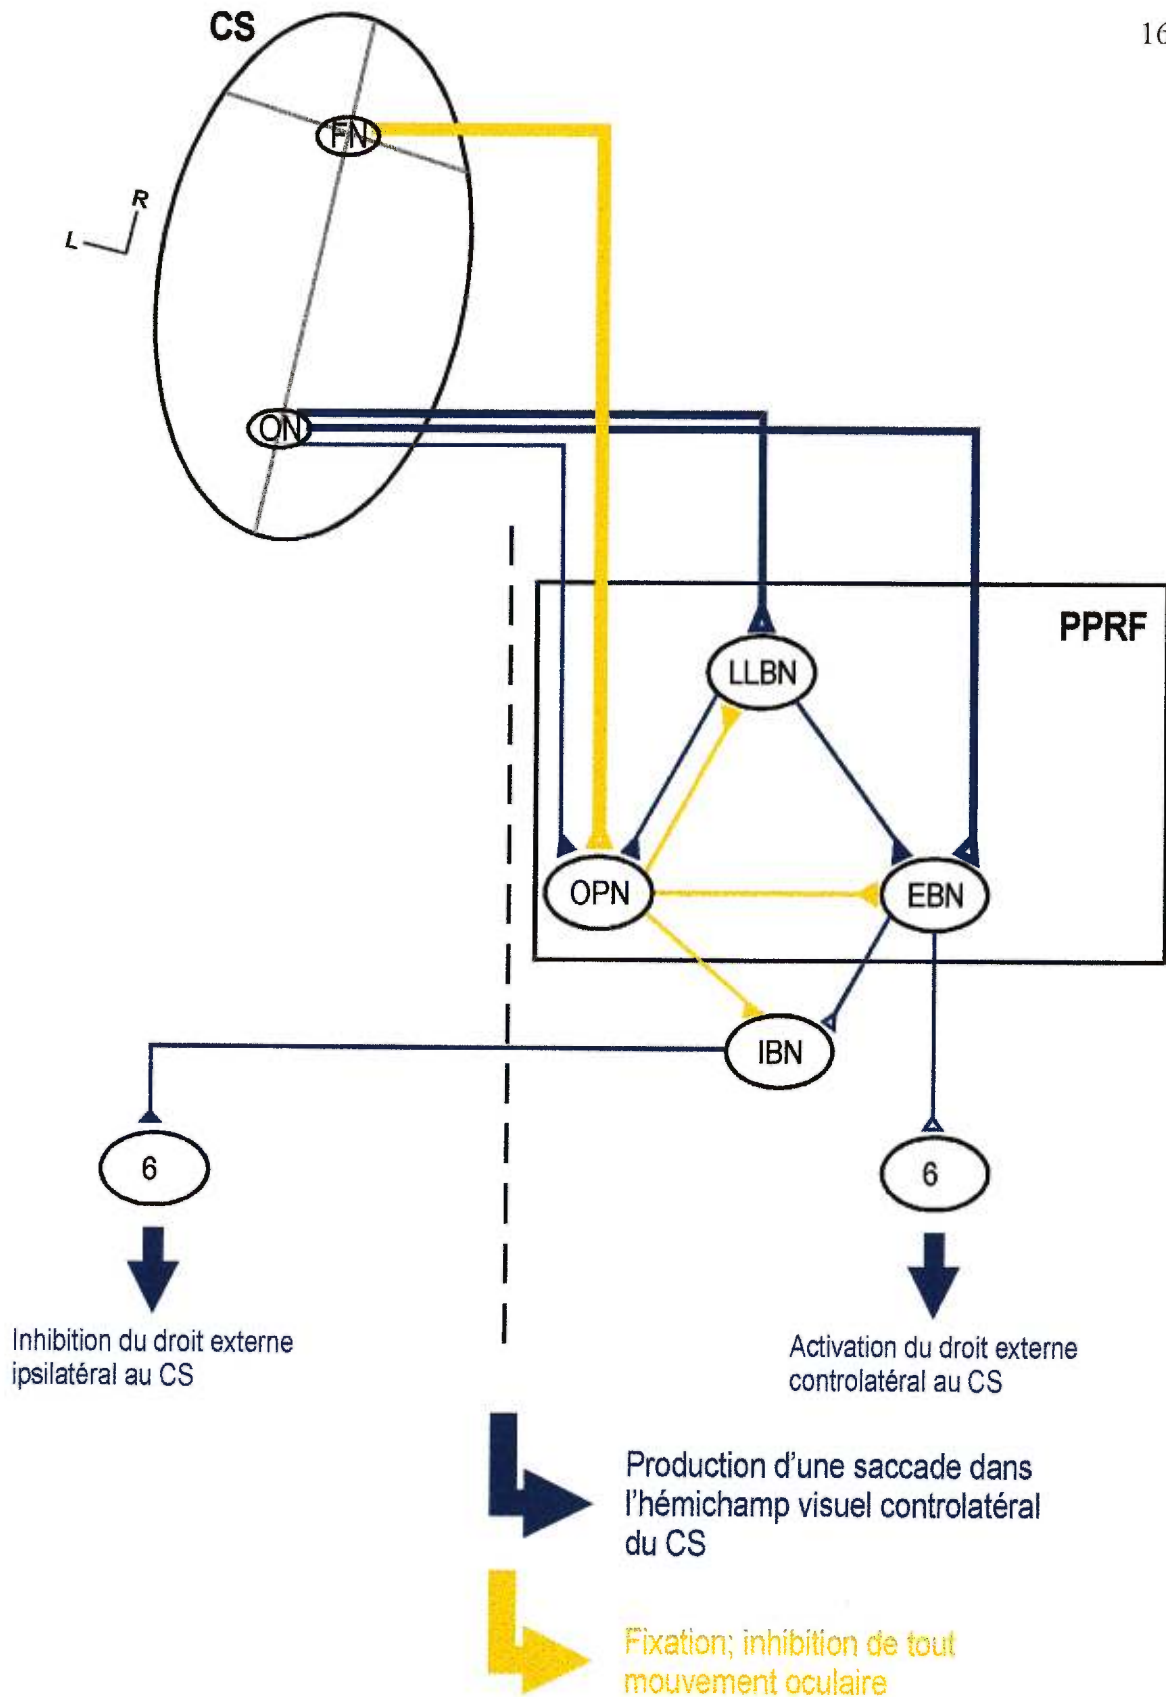 16
CS
FN
R
L
ON
PPRF
LLBN
OPN
EBN
IBN
6
6
Inhibition du droit externe
ipsilatéral au CS
Activation du droit externe
controlatéral au CS
Production d'une saccade dans
l'hémichamp visuel controlatéral
du CS
Fixation; inhibition de tout
mouvement oculaire